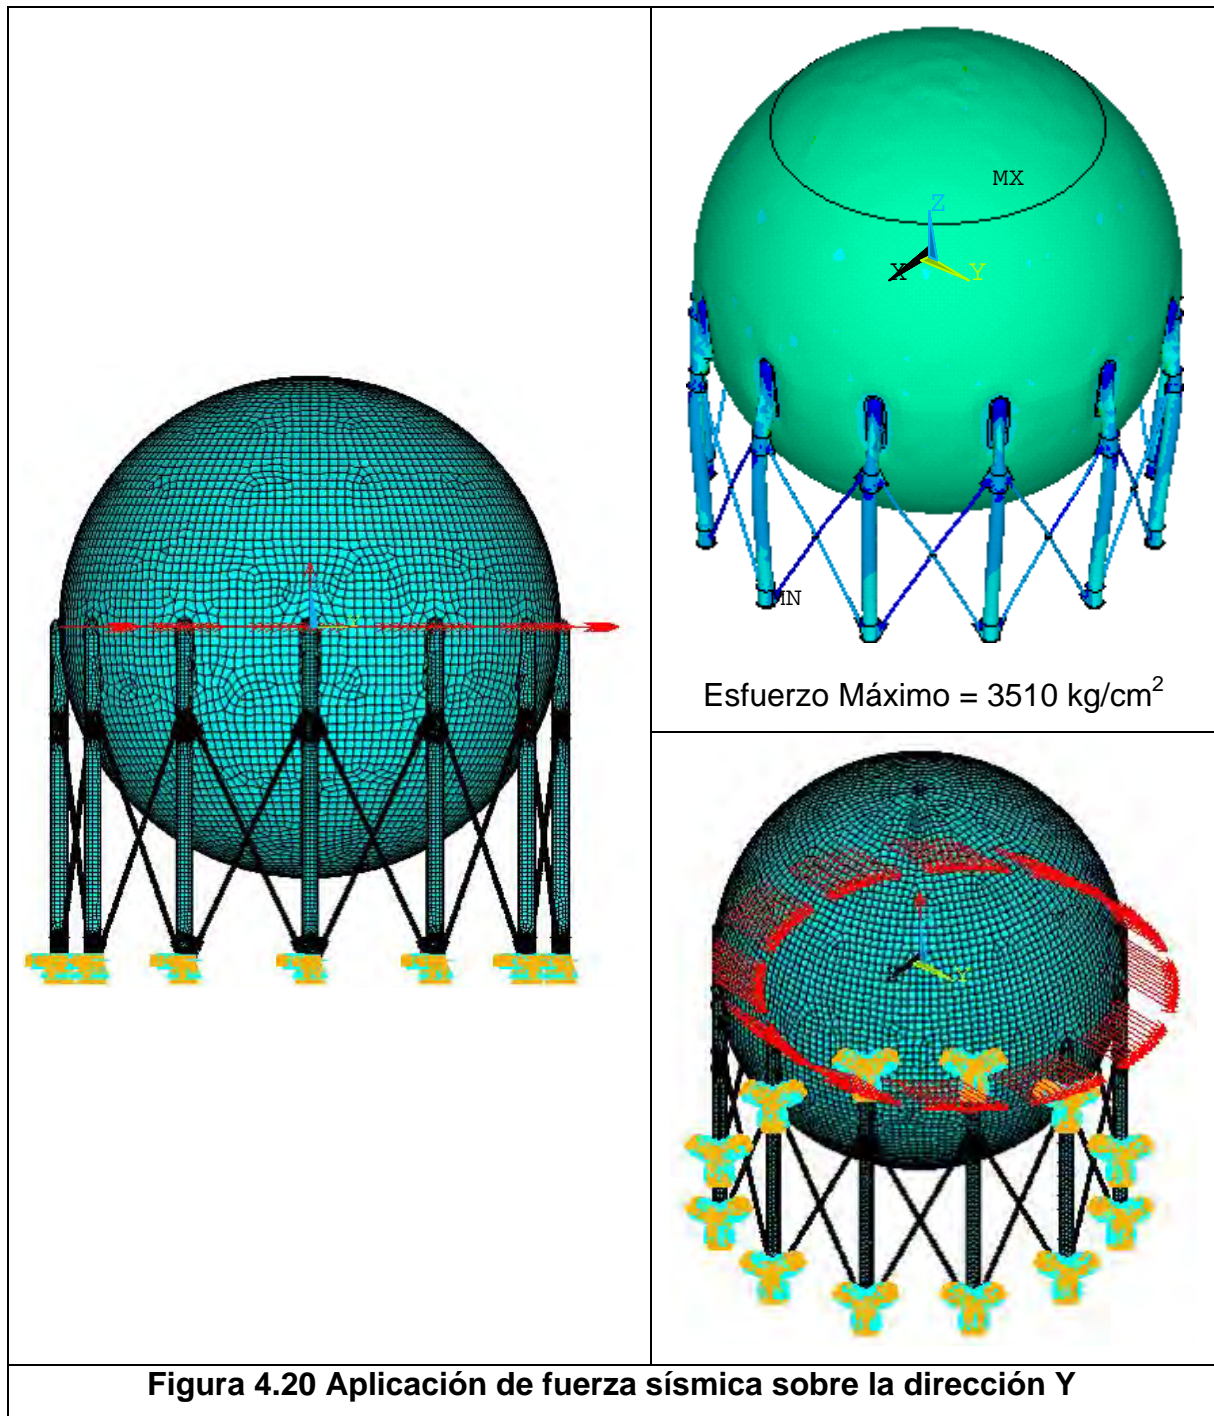 MX
Z
X
Y
MN
Esfuerzo Máximo = 3510 kg/cm²
Y
Figura 4.20 Aplicación de fuerza sísmica sobre la dirección Y